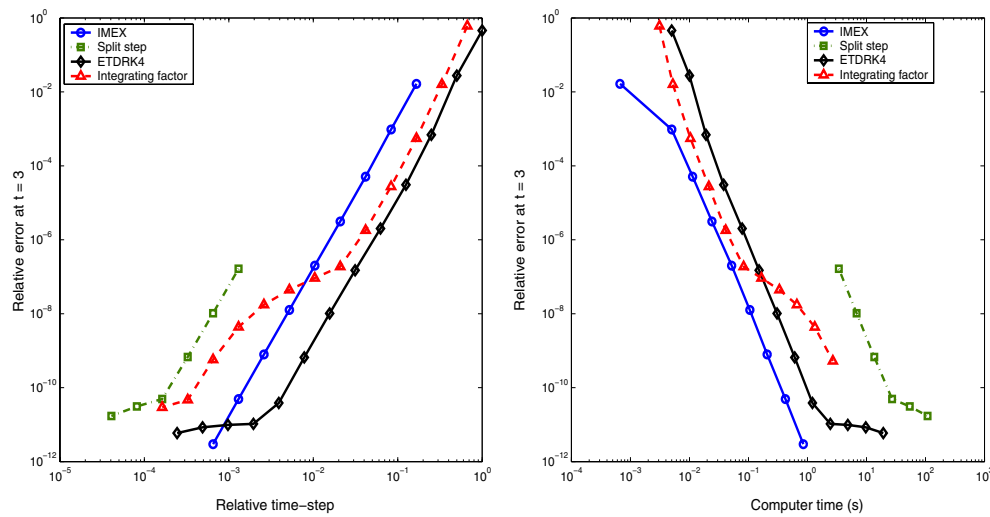 IMEX
Split step
ETDRK4
Integrating factor
10^0
10^−2
10^−4
10^−6
10^−8
10^−10
10^−12
Relative error at t = 3
10^−5
10^−4
10^−3
10^−2
10^−1
10^0
Relative time−step
IMEX
Split step
ETDRK4
Integrating factor
10^0
10^−2
10^−4
10^−6
10^−8
10^−10
10^−12
Relative error at t = 3
10^−4
10^−3
10^−2
10^−1
10^0
10^1
10^2
10^3
Computer time (s)